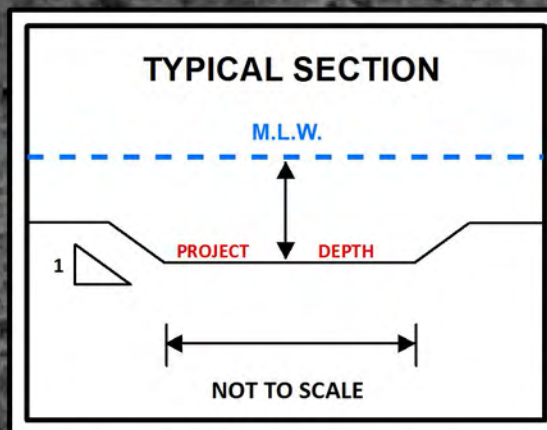 TYPICAL SECTION
M.L.W.
PROJECT DEPTH
1
NOT TO SCALE